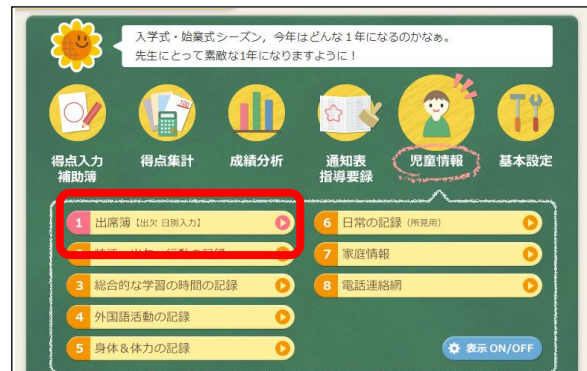 入学式・始業式シーズン，今年はどんな１年になるのかなぁ。
先生にとって素敵な1年になりますように！
得点入力
補助簿
得点集計
成績分析
通知表
指導要録
児童情報
基本設定
100
1 出席簿【出欠 日別入力】
3 総合的な学習の時間の記録
4 外国語活動の記録
5 身体＆体力の記録
6 日常の記録（所見用）
7 家庭情報
8 電話連絡網
表示 ON/OFF